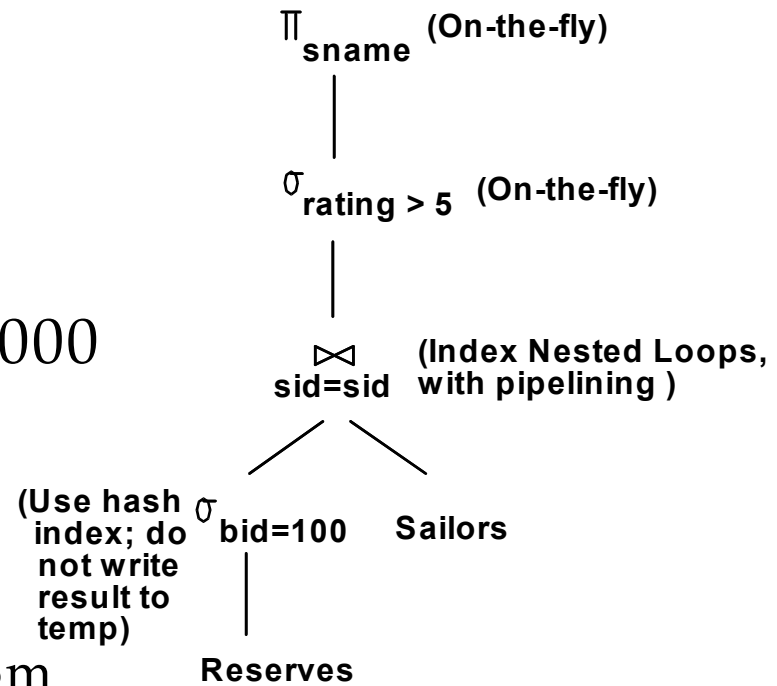 π sname (On-the-fly)
σ rating > 5 (On-the-fly)
000
⋈ (Index Nested Loops,
sid=sid with pipelining )
(Use hash
index; do
not write
result to
temp)
σ bid=100
Sailors
Reserves